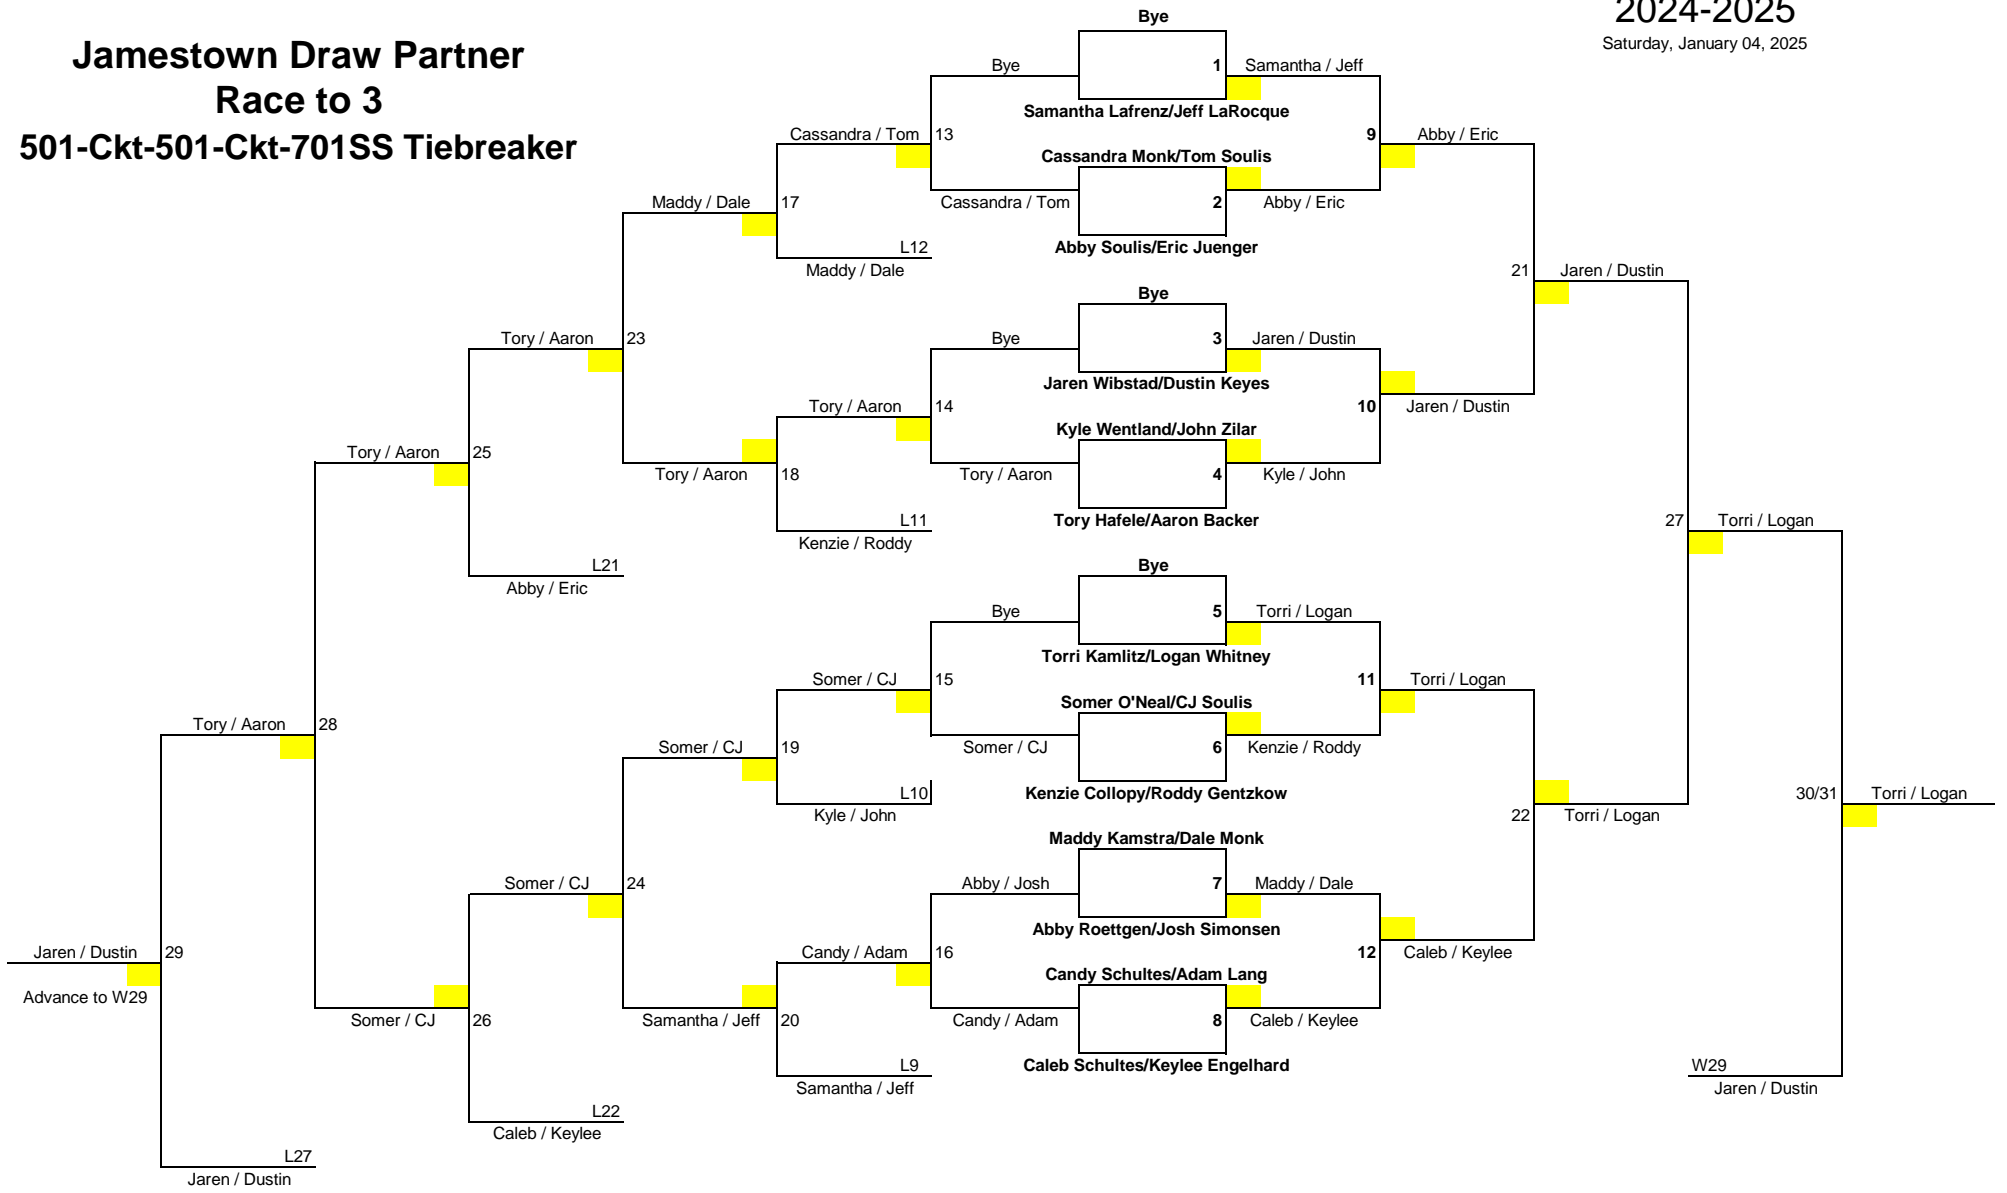 2024-2025
Saturday, January 04, 2025
Jamestown Draw Partner
Race to 3
501-Ckt-501-Ckt-701SS Tiebreaker
Bye
Bye
1
Samantha / Jeff
Samantha Lafrenz/Jeff LaRocque
Cassandra / Tom
13
9
Abby / Eric
Cassandra Monk/Tom Soulis
Maddy / Dale
17
Cassandra / Tom
2
Abby / Eric
L12
Abby Soulis/Eric Juenger
Maddy / Dale
21
Jaren / Dustin
Bye
Tory / Aaron
23
Bye
3
Jaren / Dustin
Jaren Wibstad/Dustin Keyes
Tory / Aaron
14
10
Jaren / Dustin
Kyle Wentland/John Zilar
Tory / Aaron
25
Tory / Aaron
18
Tory / Aaron
4
Kyle / John
L11
Tory Hafele/Aaron Backer
27
Torri / Logan
Kenzie / Roddy
L21
Bye
Abby / Eric
Bye
5
Torri / Logan
Torri Kamlitz/Logan Whitney
Somer / CJ
15
11
Torri / Logan
Somer O'Neal/CJ Soulis
Tory / Aaron
28
Somer / CJ
19
Somer / CJ
6
Kenzie / Roddy
L10
Kenzie Collopy/Roddy Gentzkow
30/31
Torri / Logan
Kyle / John
22
Torri / Logan
Maddy Kamstra/Dale Monk
Somer / CJ
24
Abby / Josh
7
Maddy / Dale
Abby Roettgen/Josh Simonsen
Jaren / Dustin
29
Candy / Adam
16
12
Caleb / Keylee
Candy Schultes/Adam Lang
Advance to W29
Somer / CJ
26
Samantha / Jeff
20
Candy / Adam
8
Caleb / Keylee
L9
Caleb Schultes/Keylee Engelhard
W29
Samantha / Jeff
Jaren / Dustin
L22
Caleb / Keylee
L27
Jaren / Dustin